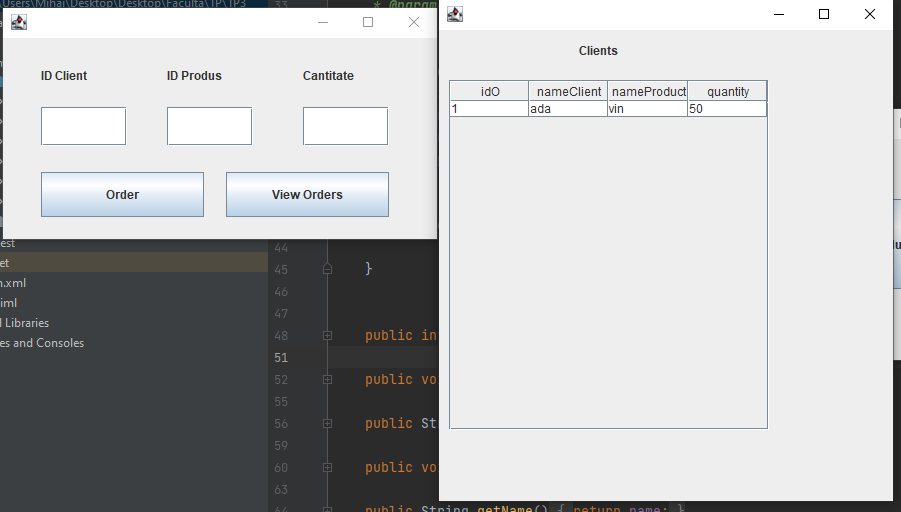 \Users\Mihai\Desktop\Desktop\Faculta\TP\TP3
33
* @param
ID Client
ID Produs
Cantitate
Order
View Orders
Clients
idO
nameClient
nameProduct
quantity
1
ada
vin
50
est
et
n.xml
iml
l Libraries
es and Consoles
44
45
}
46
47
48
public in
51
52
public vo
55
56
public St
59
60
public vo
63
64
public String getName() { return name; }